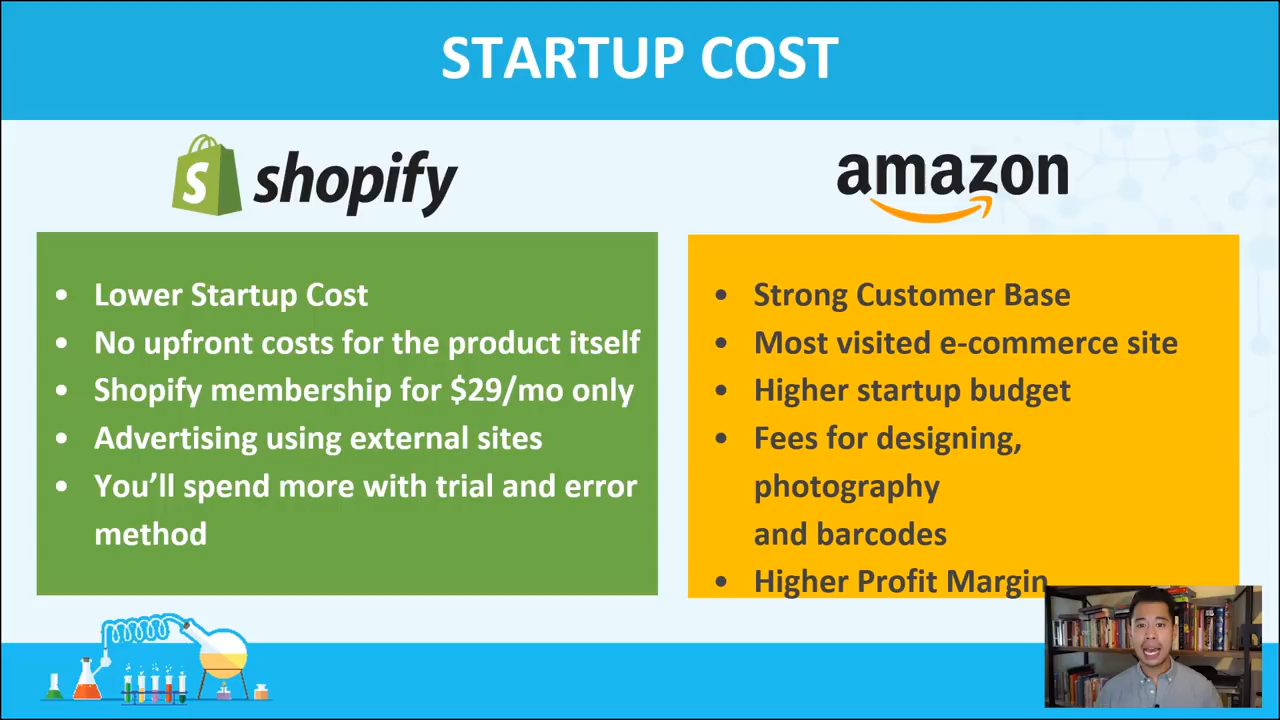 STARTUP COST
S shopify
amazon
• Lower Startup Cost
• No upfront costs for the product itself
• Shopify membership for $29/mo only
• Advertising using external sites
• You’ll spend more with trial and error
method
• Strong Customer Base
• Most visited e-commerce site
• Higher startup budget
• Fees for designing,
photography
and barcodes
• Higher Profit Margin